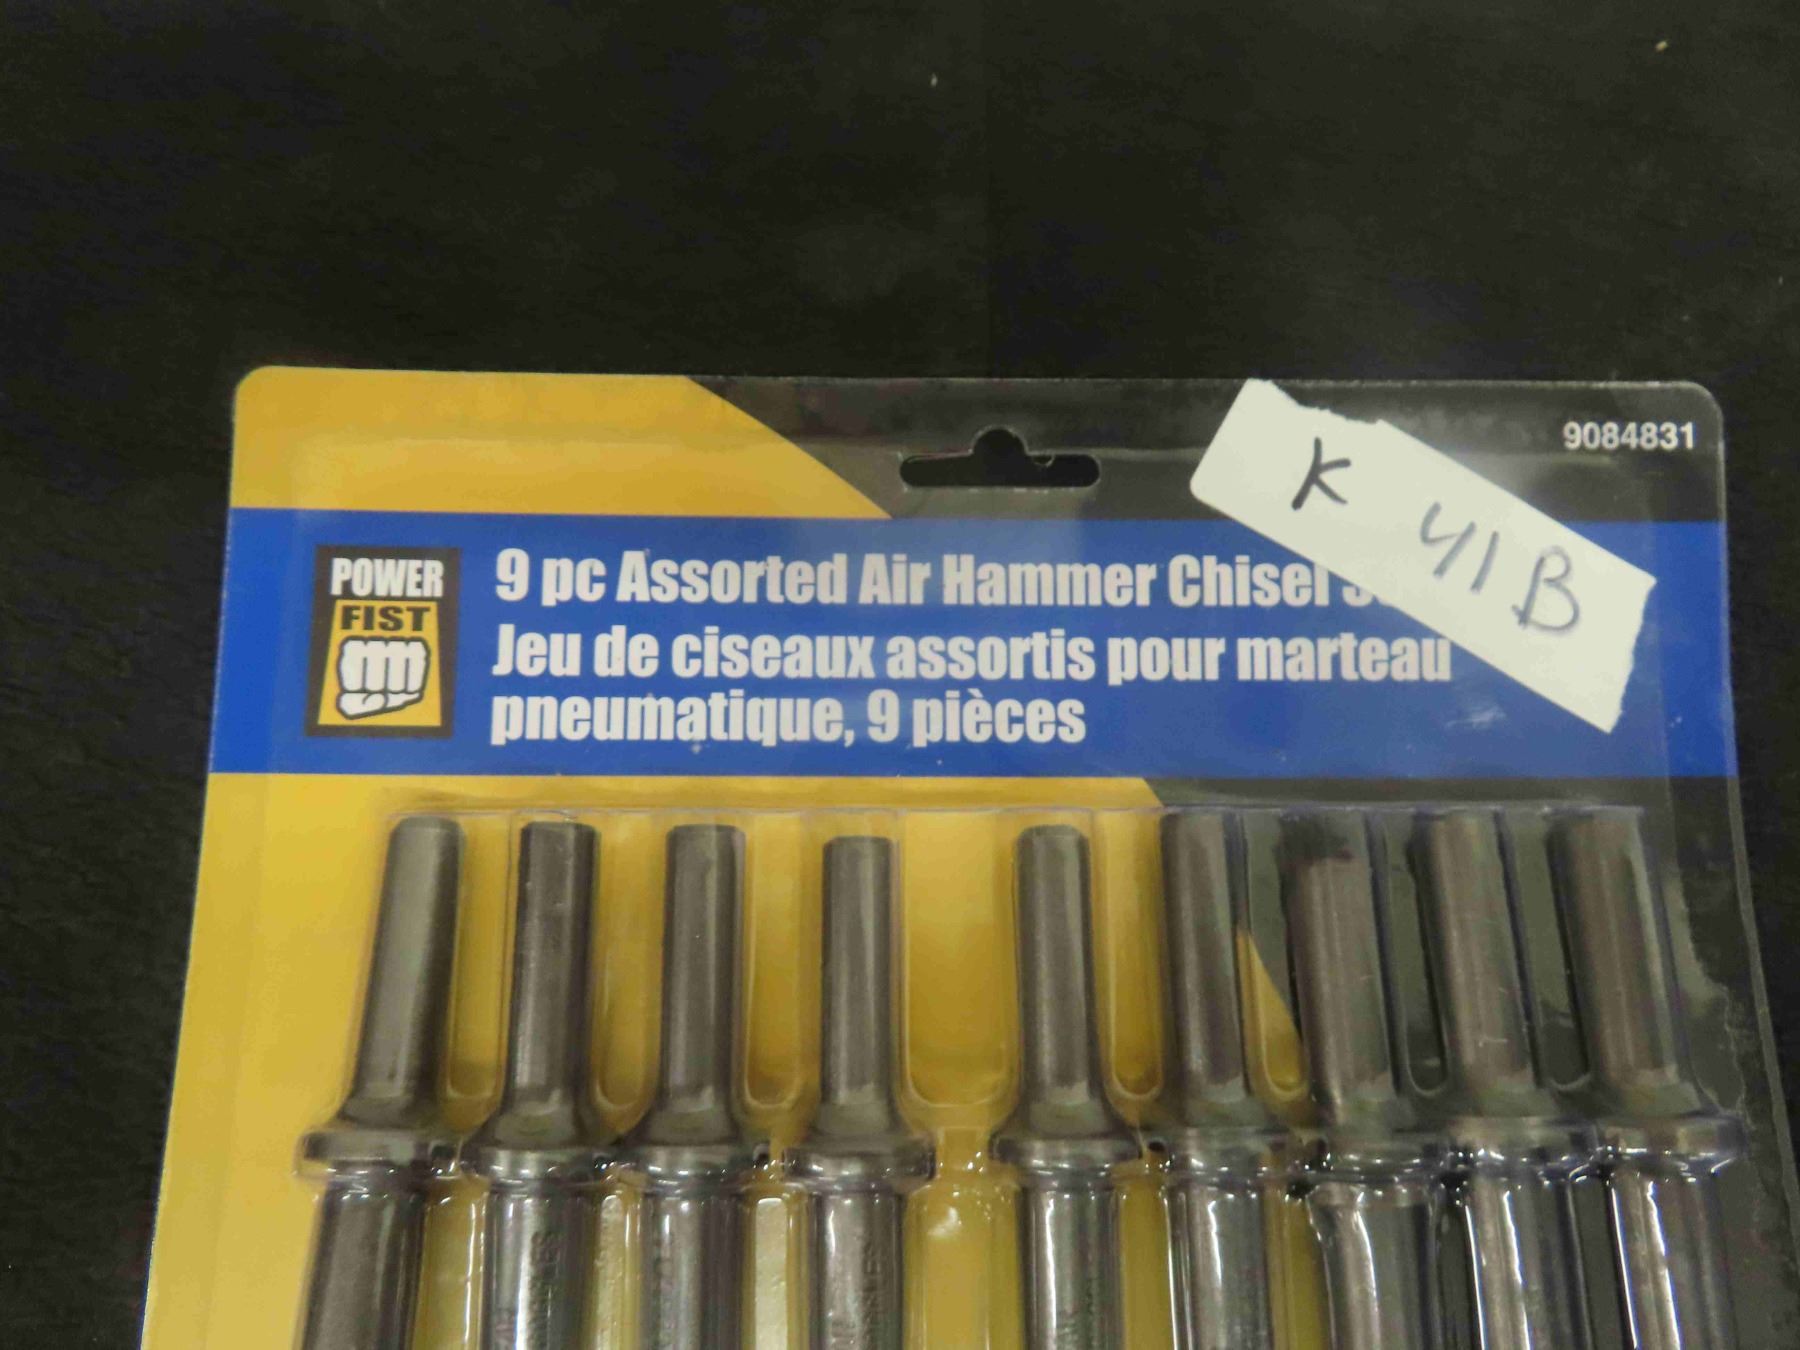 9084831
K 41B
POWER
FIST
9 pc Assorted Air Hammer Chisel
Jeu de ciseaux assortis pour marteau
pneumatique, 9 pièces